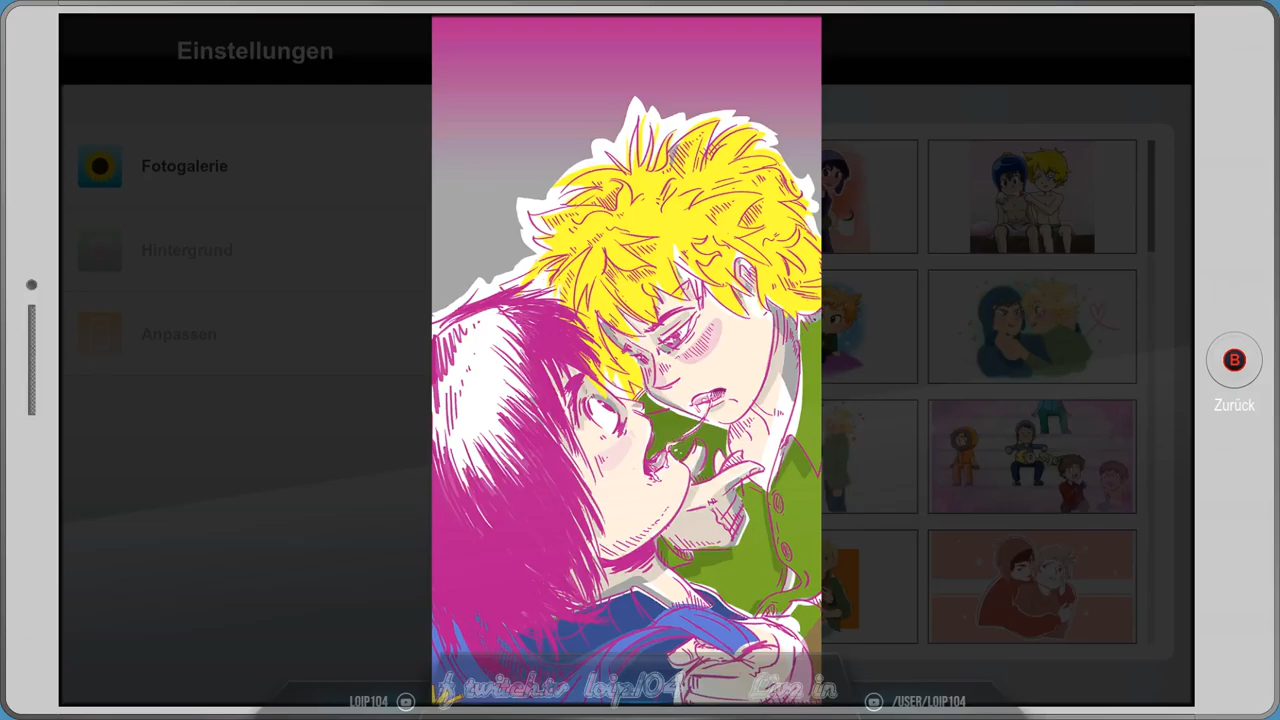 Einstellungen
Fotogalerie
Hintergrund
Anpassen
B
Zurück
LOIP104
/USER/LOIP104